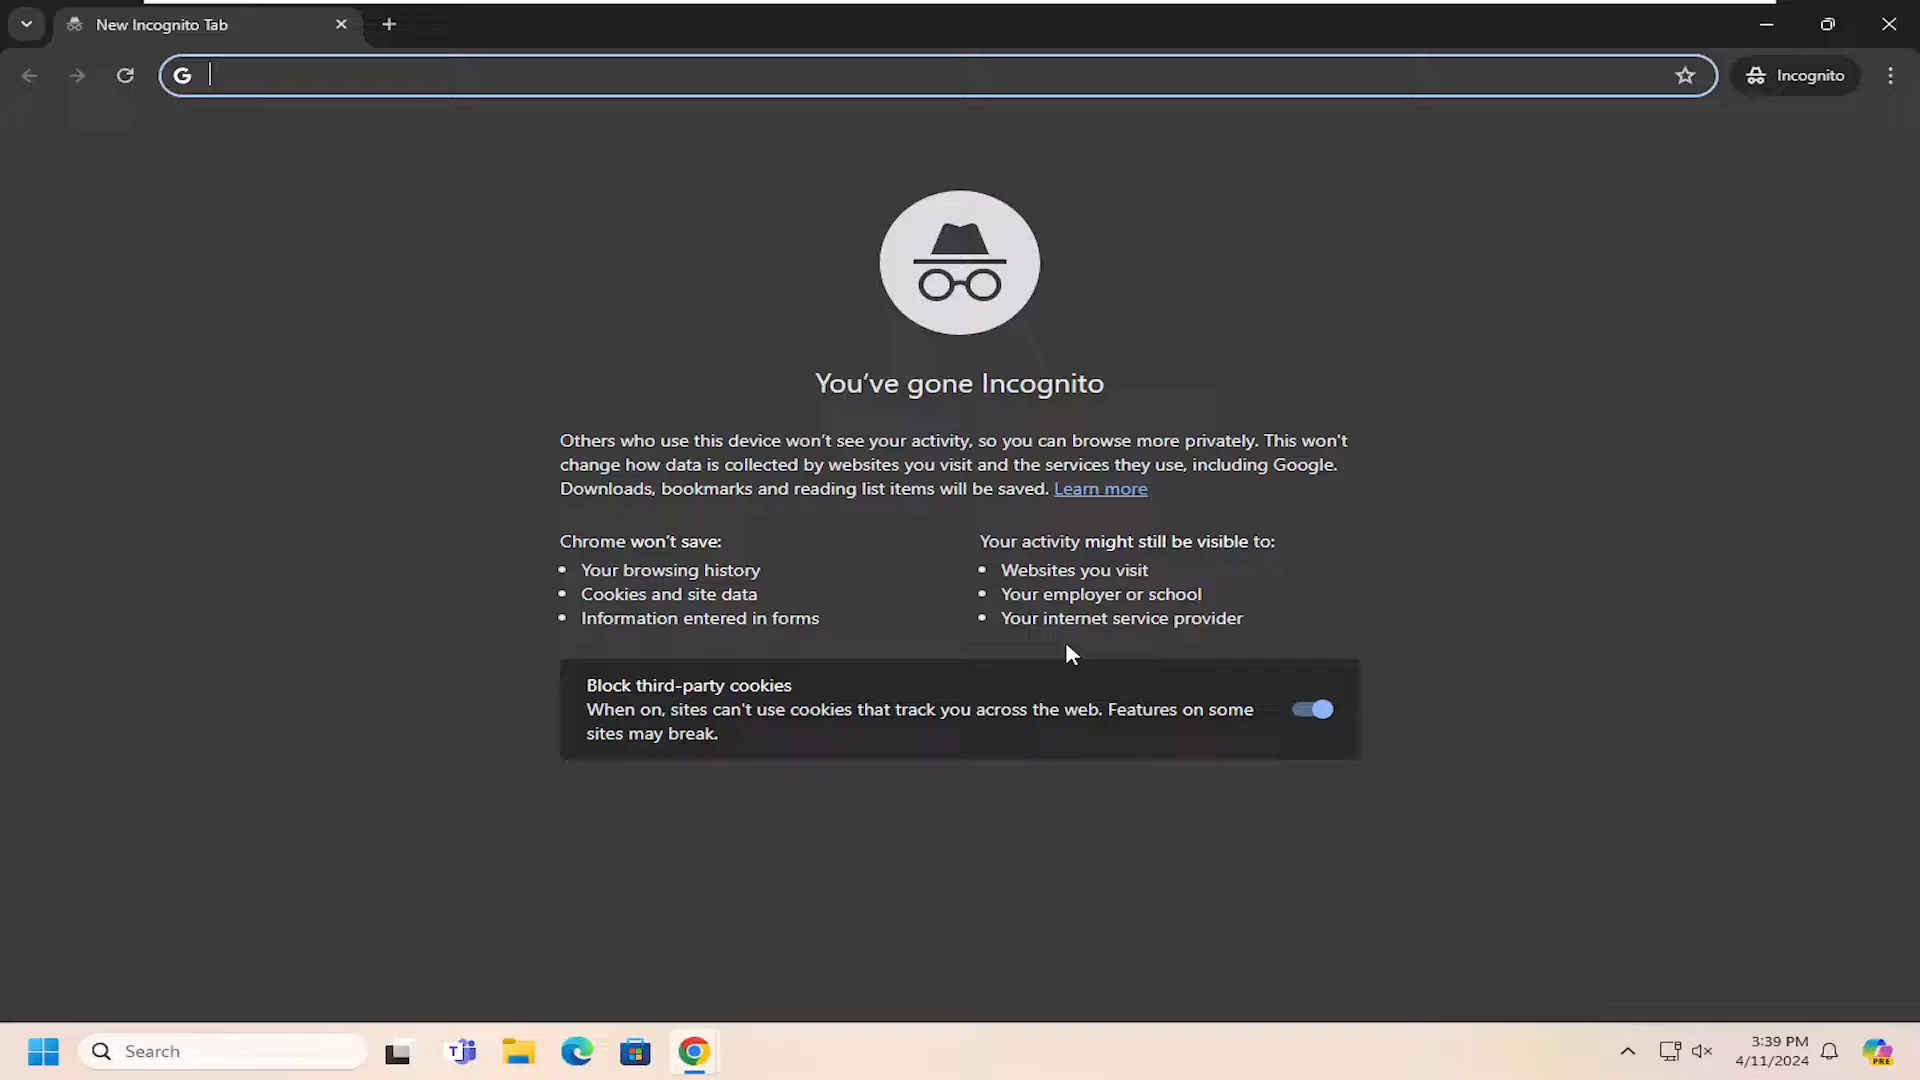 New Incognito Tab
Incognito
You've gone Incognito
Others who use this device won't see your activity, so you can browse more privately. This won't
change how data is collected by websites you visit and the services they use, including Google.
Downloads, bookmarks and reading list items will be saved. Learn more
Chrome won't save:
• Your browsing history
• Cookies and site data
• Information entered in forms
Your activity might still be visible to:
• Websites you visit
• Your employer or school
• Your internet service provider
Block third-party cookies
When on, sites can't use cookies that track you across the web. Features on some
sites may break.
Search
3:39 PM
4/11/2024
PRE